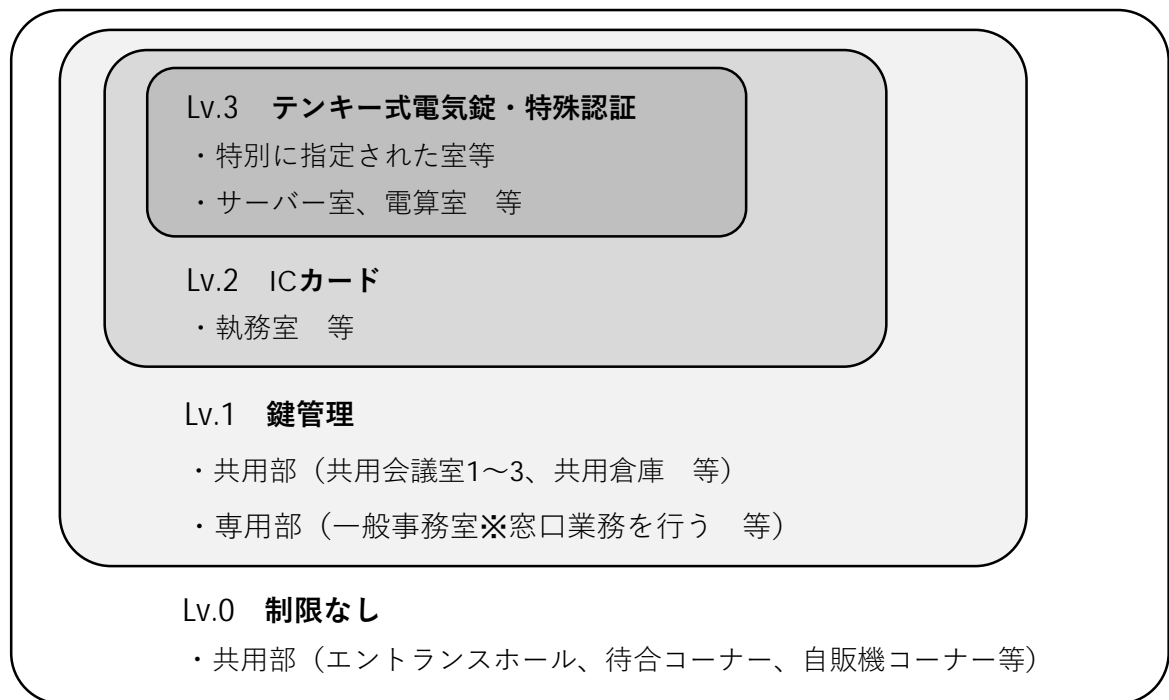 Lv.3　テンキー式電気錠・特殊認証
・特別に指定された室等
・サーバー室、電算室　等
Lv.2　ICカード
・執務室　等
Lv.1　鍵管理
・共用部（共用会議室1～3、共用倉庫　等）
・専用部（一般事務室※窓口業務を行う　等）
Lv.0　制限なし
・共用部（エントランスホール、待合コーナー、自販機コーナー等）